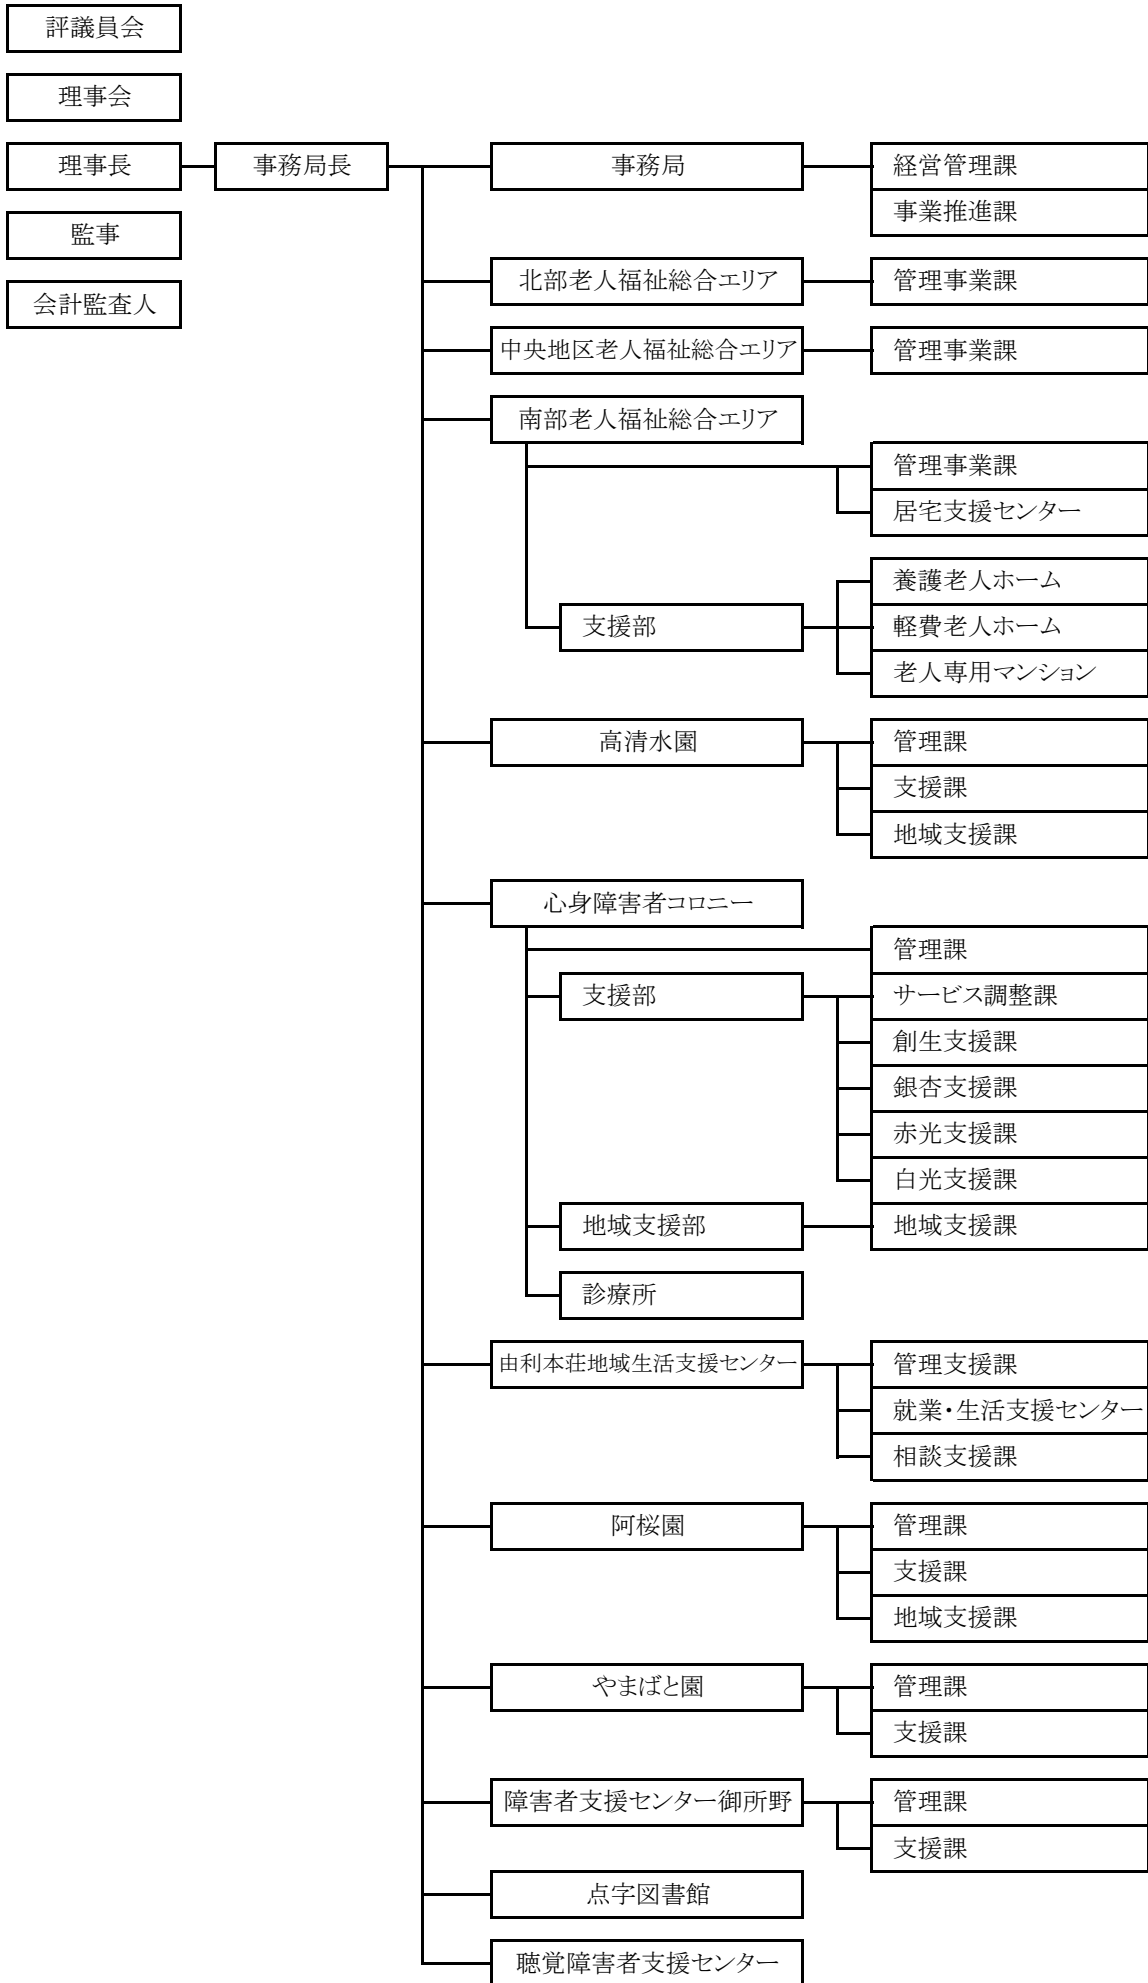 評議員会
理事会
理事長
事務局長
事務局
経営管理課
事業推進課
監事
会計監査人
北部老人福祉総合エリア
管理事業課
中央地区老人福祉総合エリア
管理事業課
南部老人福祉総合エリア
管理事業課
居宅支援センター
支援部
養護老人ホーム
軽費老人ホーム
老人専用マンション
高清水園
管理課
支援課
地域支援課
心身障害者コロニー
管理課
支援部
サービス調整課
創生支援課
銀杏支援課
赤光支援課
白光支援課
地域支援部
地域支援課
診療所
由利本荘地域生活支援センター
管理支援課
就業・生活支援センター
相談支援課
阿桜園
管理課
支援課
地域支援課
やまばと園
管理課
支援課
障害者支援センター御所野
管理課
支援課
点字図書館
聴覚障害者支援センター